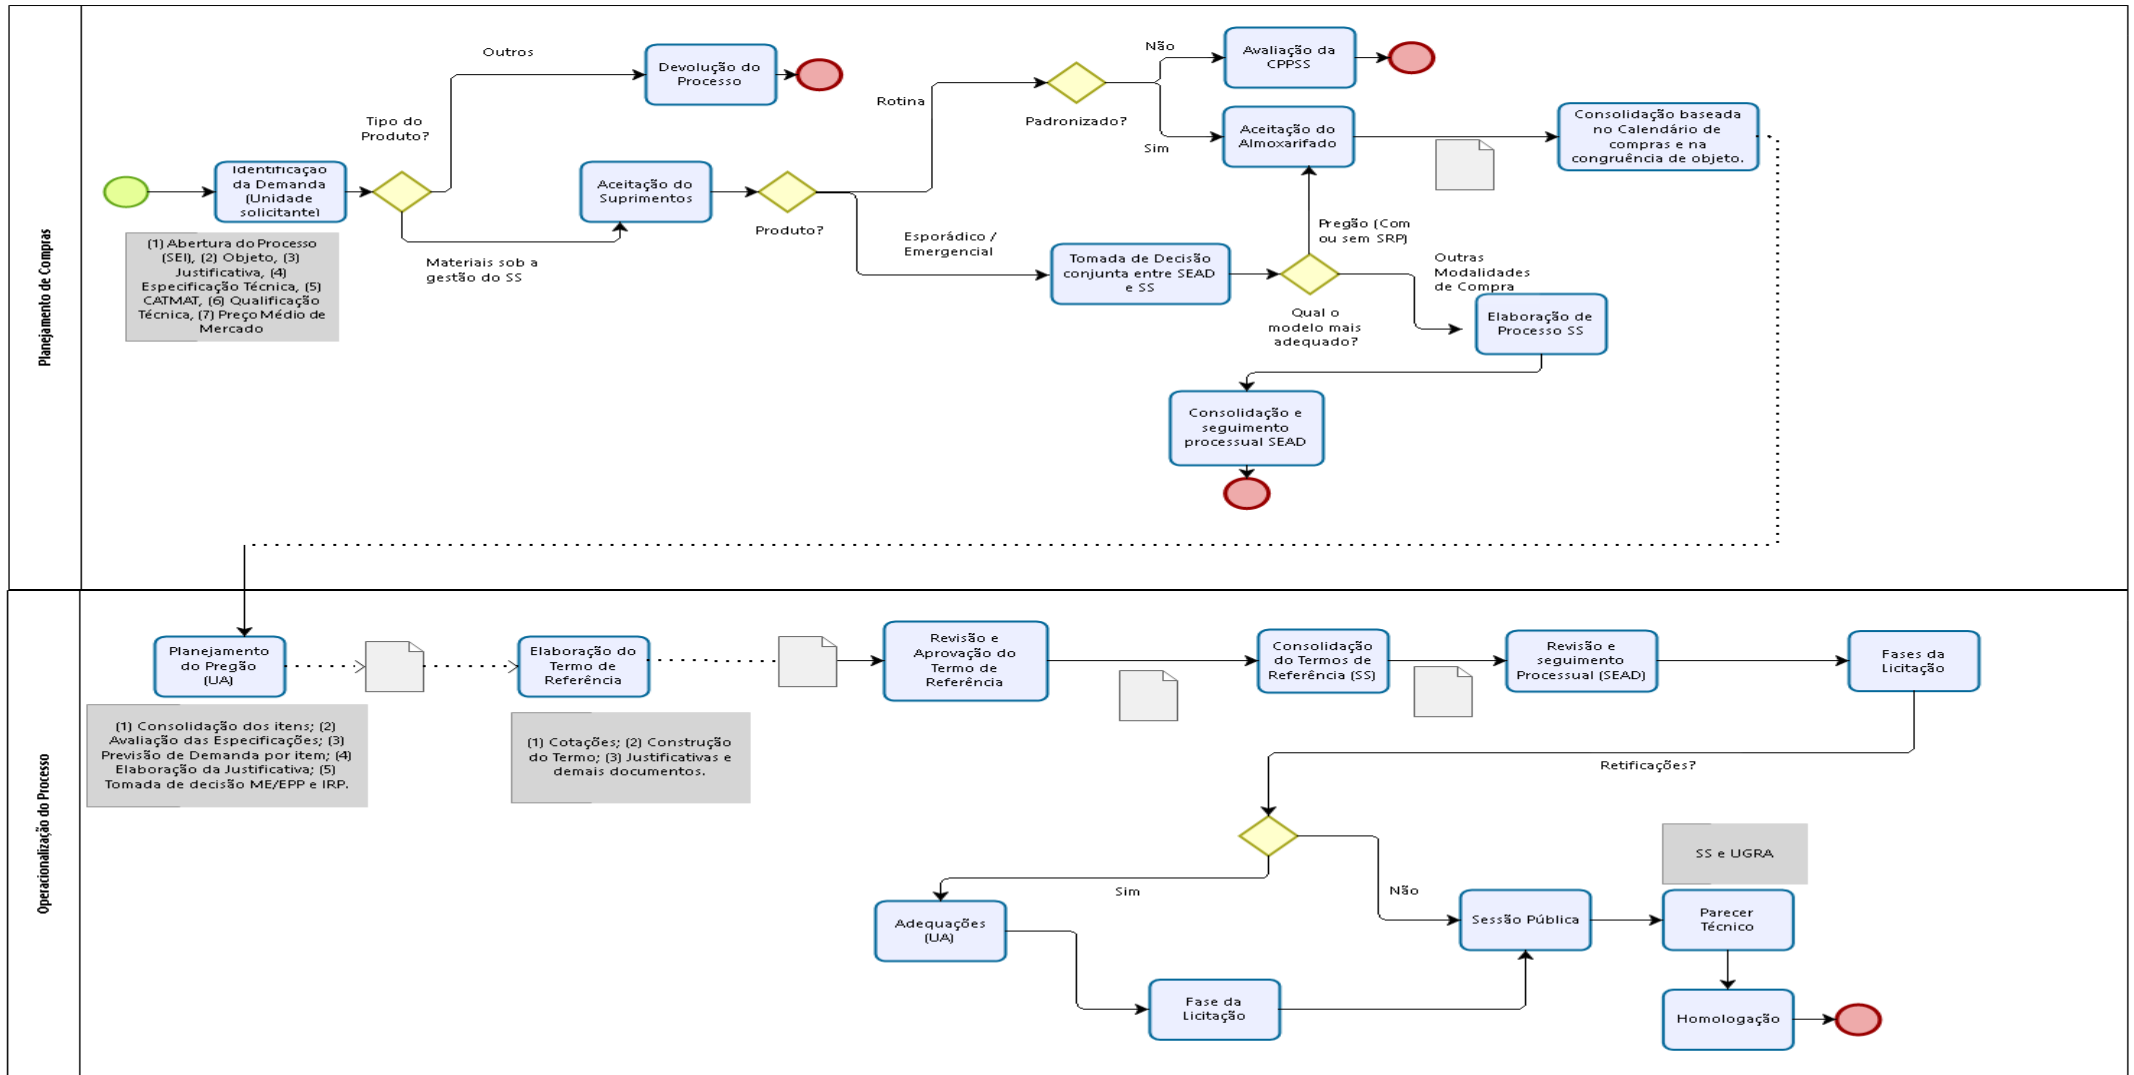 Planejamento de Compras
Outros
Devolução do
Processo
Tipo do
Produto?
Identificação
da Demanda
(Unidade
solicitante)
(1) Abertura do Processo
(SEI), (2) Objeto, (3)
Justificativa, (4)
Especificação Técnica, (5)
CATMAT, (6) Qualificação
Técnica, (7) Preço Médio de
Mercado
Materiais sob a
gestão do SS
Aceitação do
Suprimentos
Produto?
Rotina
Esporádico /
Emergencial
Padronizado?
Não
Sim
Avaliação da
CPPSS
Aceitação do
Almoxarifado
Consolidação baseada
no Calendário de
compras e na
congruência de objeto.
Tomada de Decisão
conjunta entre SEAD
e SS
Pregão (Com
ou sem SRP)
Qual o
modelo mais
adequado?
Outras
Modalidades
de Compra
Elaboração de
Processo SS
Consolidação e
seguimento
processual SEAD
Operacionalização do Processo
Planejamento
do Pregão
(UA)
(1) Consolidação dos itens; (2)
Avaliação das Especificações; (3)
Previsão de Demanda por item; (4)
Elaboração da Justificativa; (5)
Tomada de decisão ME/EPP e IRP.
Elaboração do
Termo de
Referência
(1) Cotações; (2) Construção
do Termo; (3) Justificativas e
demais documentos.
Revisão e
Aprovação do
Termo de
Referência
Consolidação
do Termos de
Referência (SS)
Revisão e
seguimento
Processual (SEAD)
Fases da
Licitação
Retificações?
Sim
Não
Adequações
(UA)
Fase da
Licitação
Sessão Pública
SS e UGRA
Parecer
Técnico
Homologação